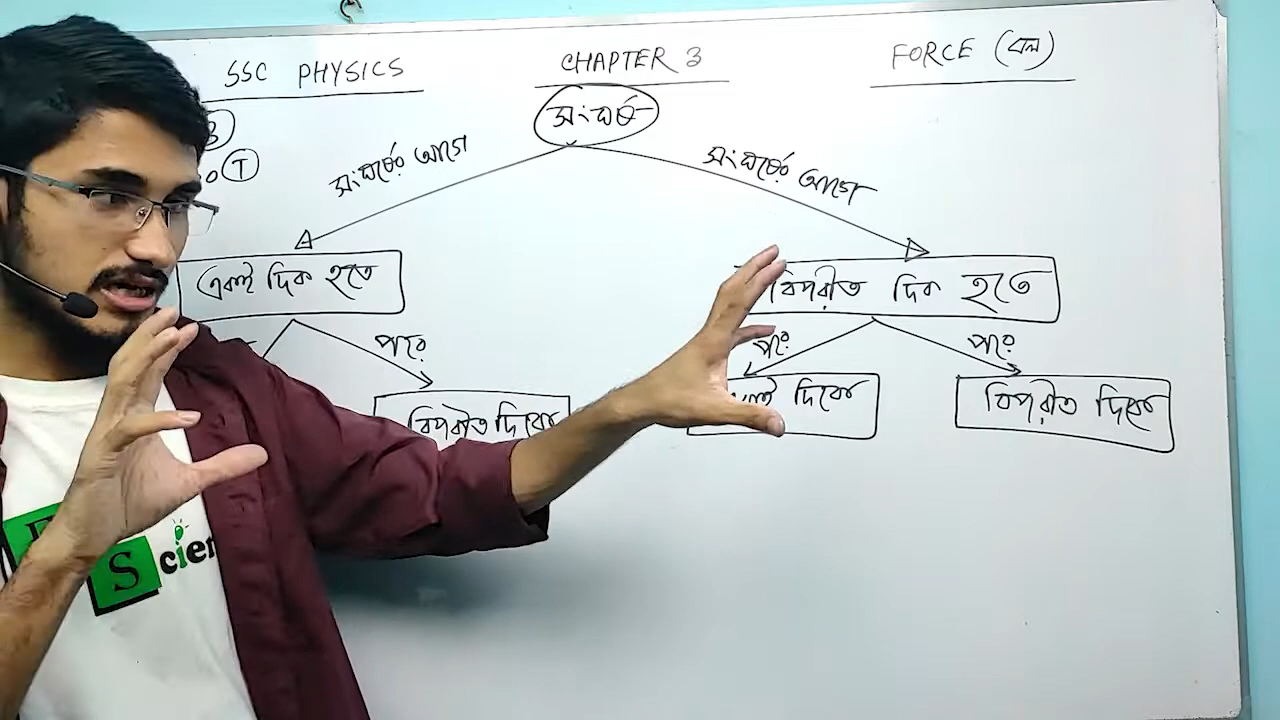 SSC PHYSICS
CHAPTER 3
FORCE (বল)
সংঘর্ষ
সংঘর্ষের আগে
সংঘর্ষের আগে
T
একই দিক হতে
বিপরীত দিক হতে
পরে
পরে
পরে
বিপরীত দিকে
দিকে
বিপরীত দিকে
S